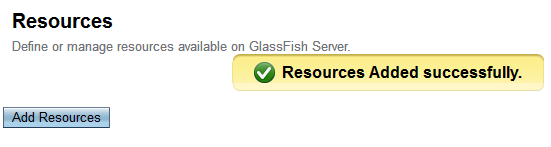 Resources
Define or manage resources available on GlassFish Server.
Resources Added successfully.
Add Resources